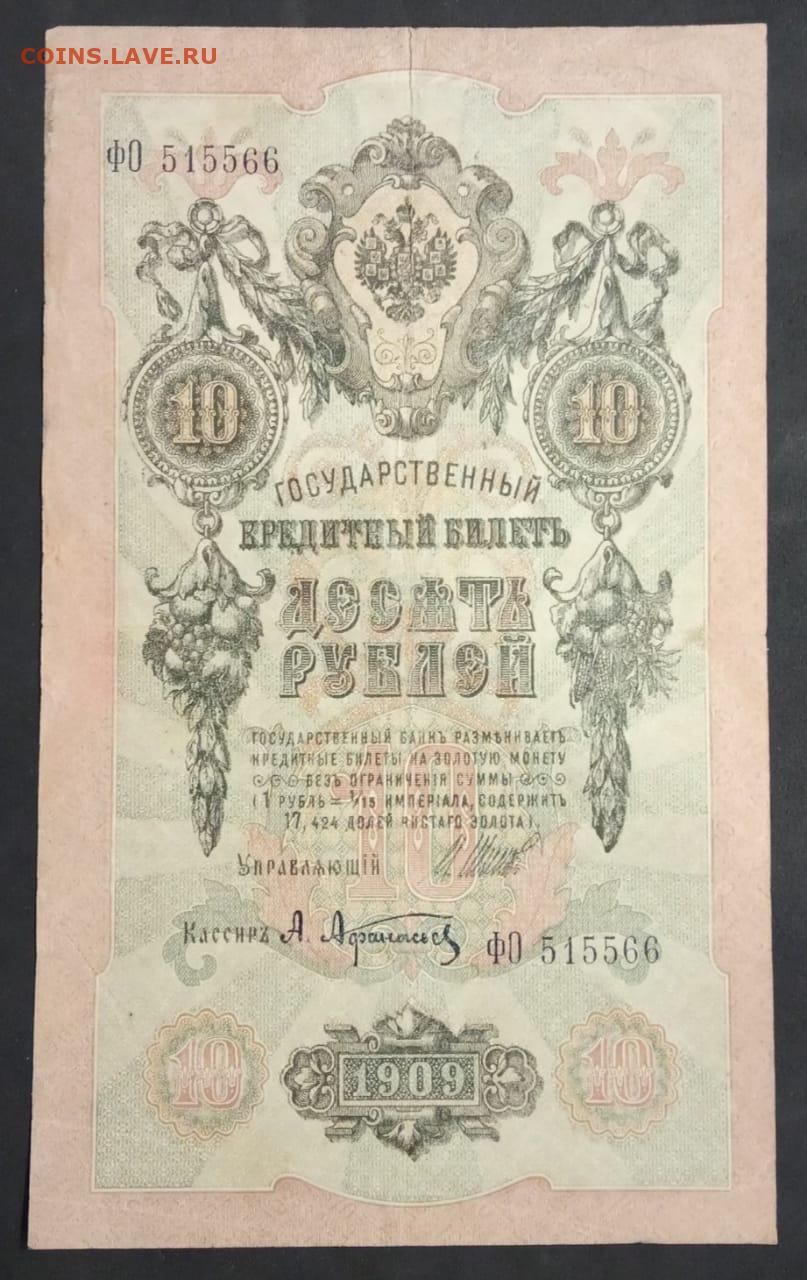 COINS.LAVE.RU
ФО 515566
10 10
ГОСУДАРСТВЕННЫЙ
КРЕДИТНЫЙ БИЛЕТЪ
ДЕСЯТЬ
РУБЛЕЙ
ГОСУДАРСТВЕННЫЙ БАНКЪ РАЗМѢНИВАЕТЪ
КРЕДИТНЫЕ БИЛЕТЫ НА ЗОЛОТУЮ МОНЕТУ
БЕЗЪ ОГРАНИЧЕНІЯ СУММЫ
(1 РУБЛЬ = 1/15 ИМПЕРІАЛА, СОДЕРЖИТЪ
17,424 ДОЛЕЙ ЧИСТАГО ЗОЛОТА).
10
УПРАВЛЯЮЩІЙ
Кассиръ А. Афанасьев
ФО 515566
10 1909 10